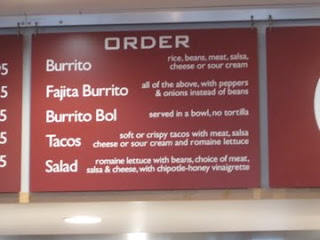 ORDER
Burrito
rice, beans, meat, salsa,
cheese or sour cream
Fajita Burrito
all of the above, with peppers
& onions instead of beans
Burrito Bol
served in a bowl, no tortilla
Tacos
soft or crispy tacos with meat, salsa
cheese or sour cream and romaine lettuce
Salad
romaine lettuce with beans, choice of meat,
salsa & cheese, with chipotle-honey vinaigrette